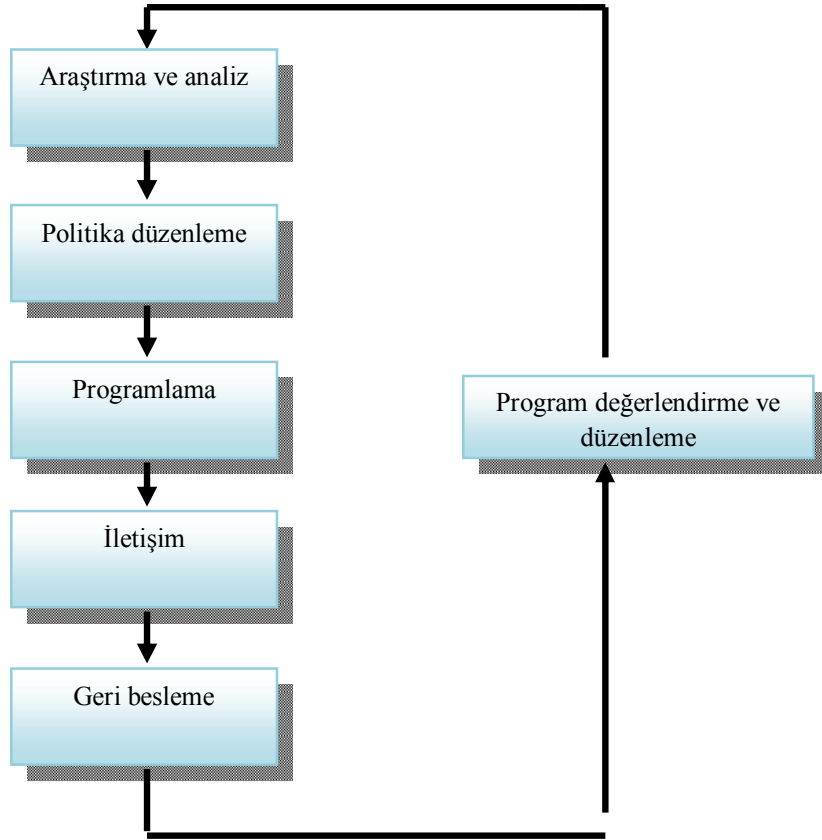 Araştırma ve analiz
Politika düzenleme
Programlama
İletişim
Geri besleme
Program değerlendirme ve
düzenleme